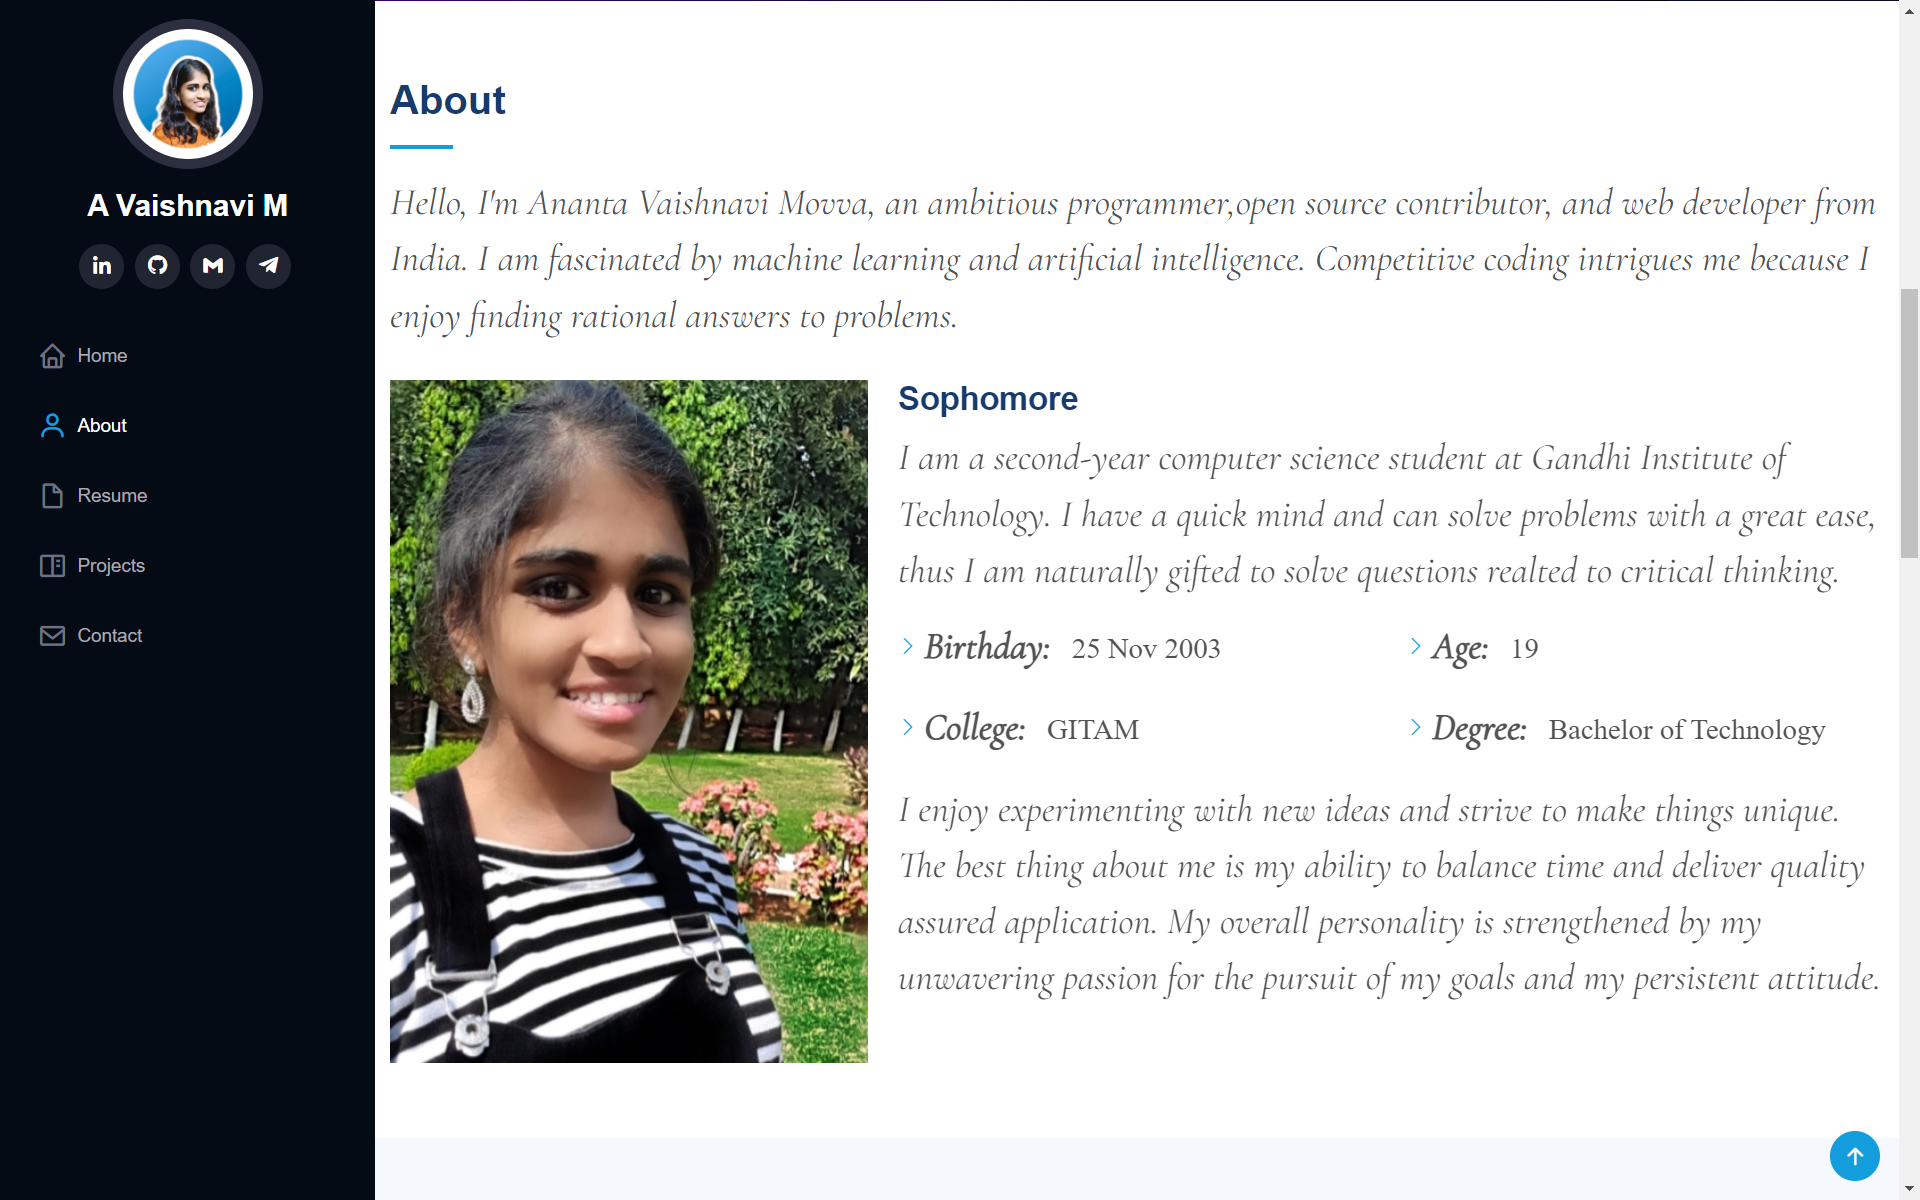 A Vaishnavi M
Home
About
Resume
Projects
Contact
About
Hello, I'm Ananta Vaishnavi Movva, an ambitious programmer,open source contributor, and web developer from
India. I am fascinated by machine learning and artificial intelligence. Competitive coding intrigues me because I
enjoy finding rational answers to problems.
Sophomore
I am a second-year computer science student at Gandhi Institute of
Technology. I have a quick mind and can solve problems with a great ease,
thus I am naturally gifted to solve questions realted to critical thinking.
Birthday: 25 Nov 2003
Age: 19
College: GITAM
Degree: Bachelor of Technology
I enjoy experimenting with new ideas and strive to make things unique.
The best thing about me is my ability to balance time and deliver quality
assured application. My overall personality is strengthened by my
unwavering passion for the pursuit of my goals and my persistent attitude.